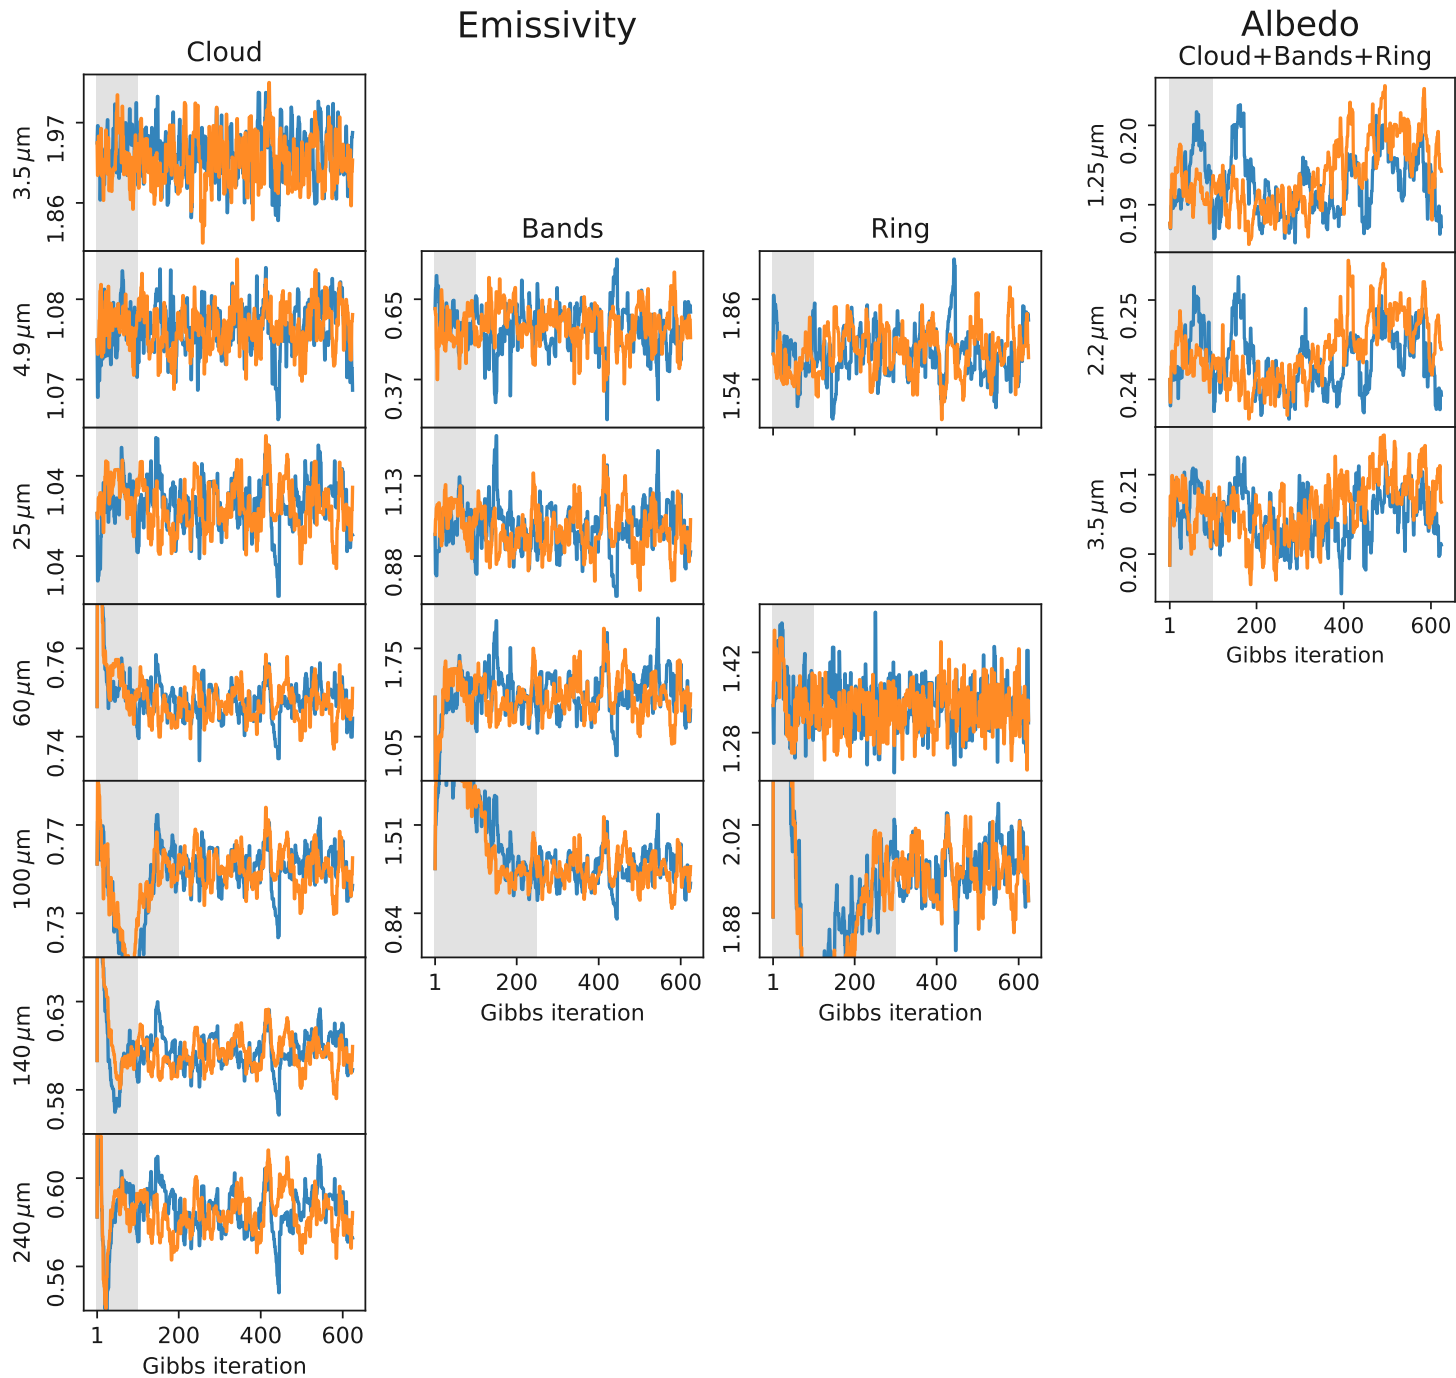 Emissivity
Albedo
Cloud
Cloud+Bands+Ring
3.5 μm
1.97
1.86
1.25 μm
0.20
0.19
Bands
Ring
4.9 μm
1.08
1.07
0.65
0.37
1.86
1.54
2.2 μm
0.25
0.24
25 μm
1.04
1.04
1.13
0.88
3.5 μm
0.21
0.20
1 200 400 600
Gibbs iteration
60 μm
0.76
0.74
1.75
1.05
1.42
1.28
100 μm
0.77
0.73
1.51
0.84
2.02
1.88
1 200 400 600
Gibbs iteration
1 200 400 600
Gibbs iteration
140 μm
0.63
0.58
240 μm
0.60
0.56
1 200 400 600
Gibbs iteration